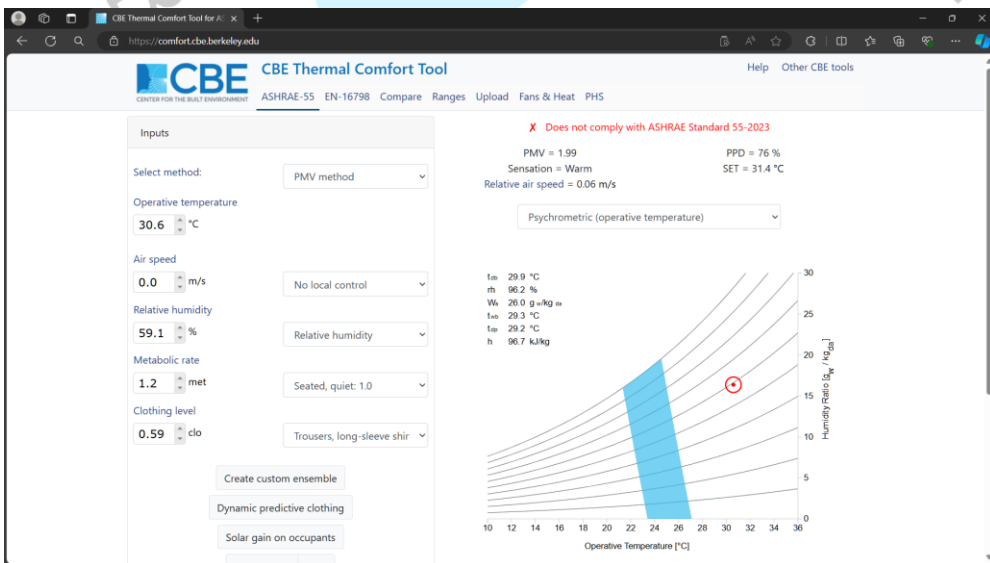 CBE Thermal Comfort Tool for A
https://comfort.cbe.berkeley.edu
CBE
CENTER FOR THE BUILT ENVIRONMENT
CBE Thermal Comfort Tool
Help Other CBE tools
ASHRAE-55 EN-16798 Compare Ranges Upload Fans & Heat PHS
Inputs
Select method:
PMV method
Operative temperature
30.6 °C
Air speed
0.0 m/s
No local control
Relative humidity
59.1 %
Relative humidity
Metabolic rate
1.2 met
Seated, quiet: 1.0
Clothing level
0.59 clo
Trousers, long-sleeve shir
Create custom ensemble
Dynamic predictive clothing
Solar gain on occupants
✗ Does not comply with ASHRAE Standard 55-2023
PMV = 1.99
PPD = 76 %
Sensation = Warm
SET = 31.4 °C
Relative air speed = 0.06 m/s
Psychrometric (operative temperature)
tdb 29.9 °C
rh 96.2 %
Wa 26.0 g w/kg da
twb 29.3 °C
tdp 29.2 °C
h 96.7 kJ/kg
30
25
20
15
10
5
0
Humidity Ratio [gw / kgda]
10 12 14 16 18 20 22 24 26 28 30 32 34 36
Operative Temperature [°C]